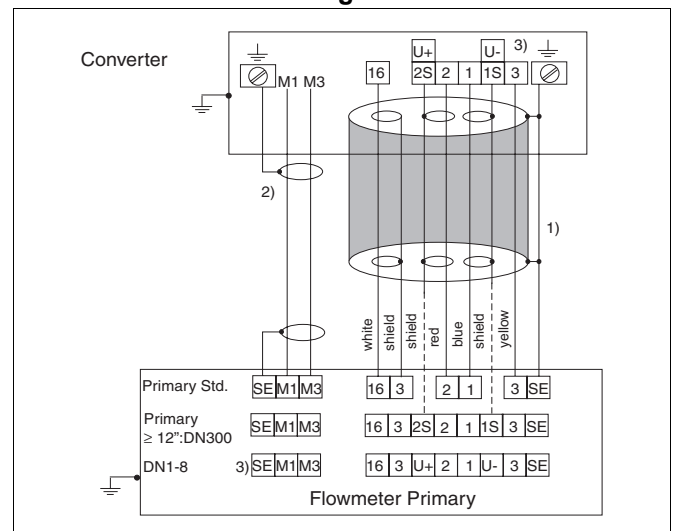 Converter
U+ U- 3)
M1 M3 16 2S 2 1 1S 3
2)
1)
white shield shield red blue shield yellow
Primary Std. SE M1 M3 16 3 2 1 3 SE
Primary
≥ 12":DN300 SE M1 M3 16 3 2S 2 1 1S 3 SE
DN1-8 3) SE M1 M3 16 3 U+ 2 1 U- 3 SE
Flowmeter Primary